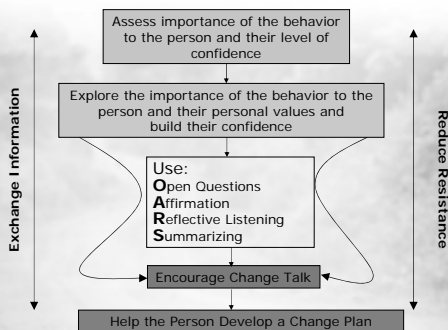 Assess importance of the behavior
to the person and their level of
confidence
Explore the importance of the behavior to the
person and their personal values and
build their confidence
Exchange Information
Reduce Resistance
Use:
Open Questions
Affirmation
Reflective Listening
Summarizing
Encourage Change Talk
Help the Person Develop a Change Plan